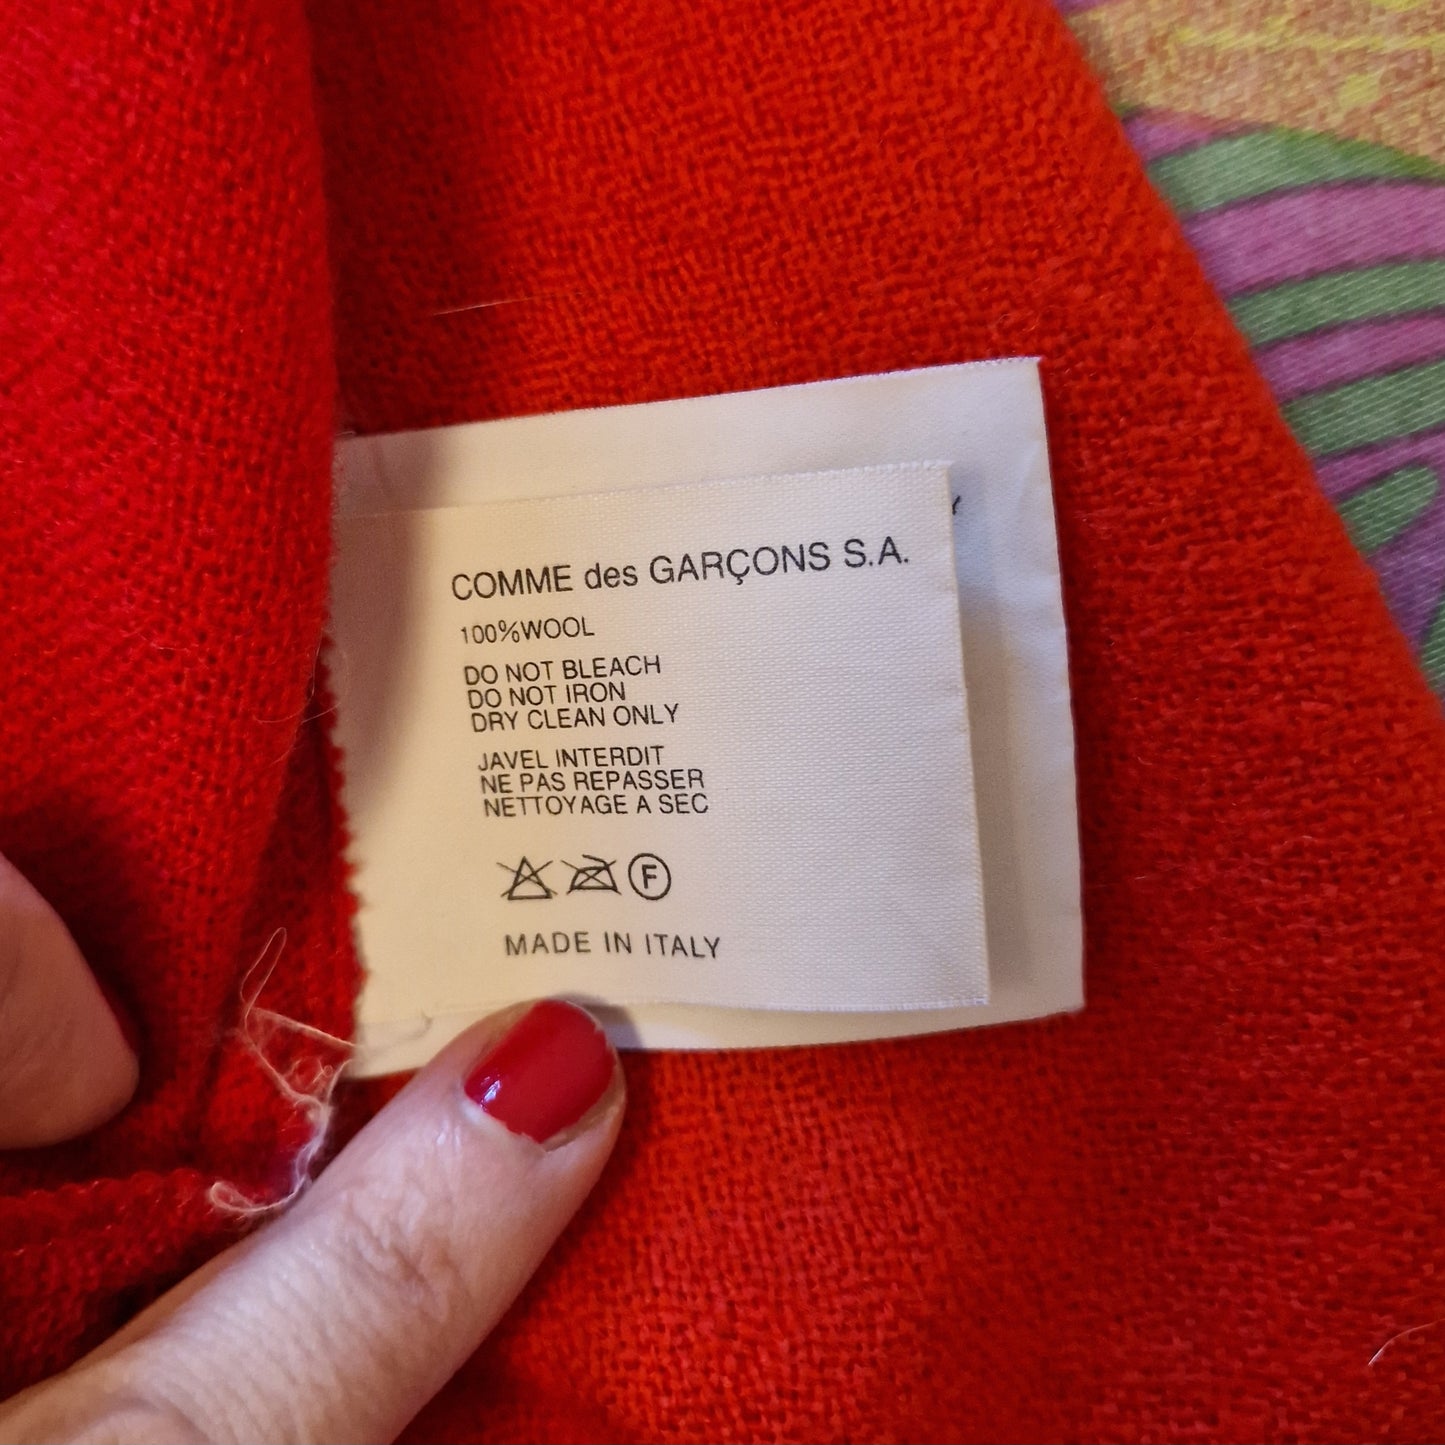 COMME des GARÇONS S.A.
100%WOOL
DO NOT BLEACH
DO NOT IRON
DRY CLEAN ONLY
JAVEL INTERDIT
NE PAS REPASSER
NETTOYAGE A SEC
F
MADE IN ITALY